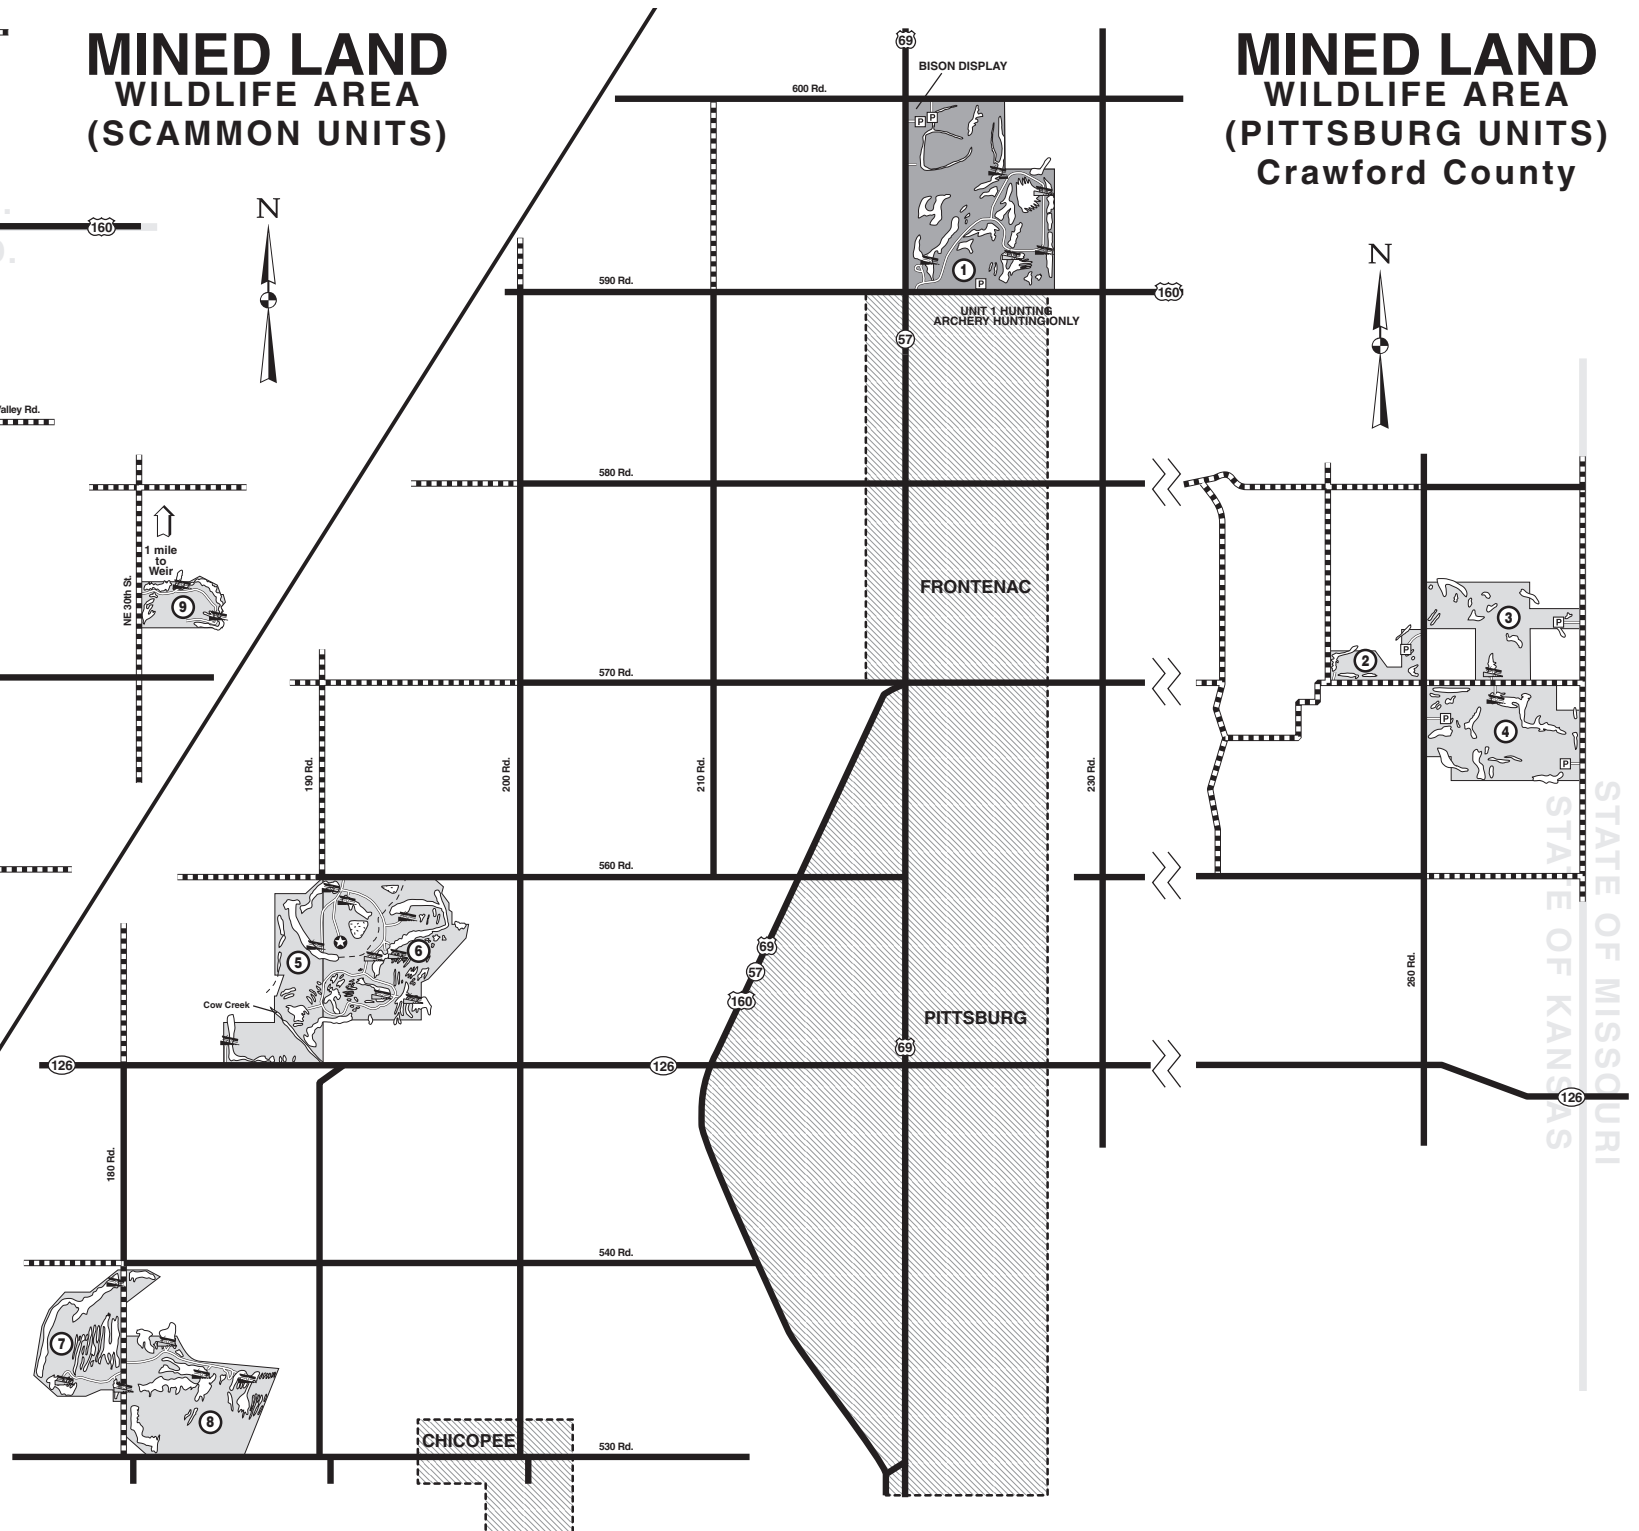 MINED LAND
WILDLIFE AREA
(SCAMMON UNITS)
MINED LAND
WILDLIFE AREA
(PITTSBURG UNITS)
Crawford County
69
BISON DISPLAY
600 Rd.
P
P
N
160
N
1
P
590 Rd.
160
UNIT 1 HUNTING
ARCHERY HUNTING ONLY
57
alley Rd.
580 Rd.
1 mile
to
Weir
NE 30th St.
9
FRONTENAC
3
P
P
2
570 Rd.
P
4
P
190 Rd.
200 Rd.
210 Rd.
230 Rd.
560 Rd.
STATE OF MISSOURI
STATE OF KANSAS
69
57
160
5
6
Cow Creek
260 Rd.
PITTSBURG
69
126
126
126
180 Rd.
540 Rd.
7
8
CHICOPEE
530 Rd.